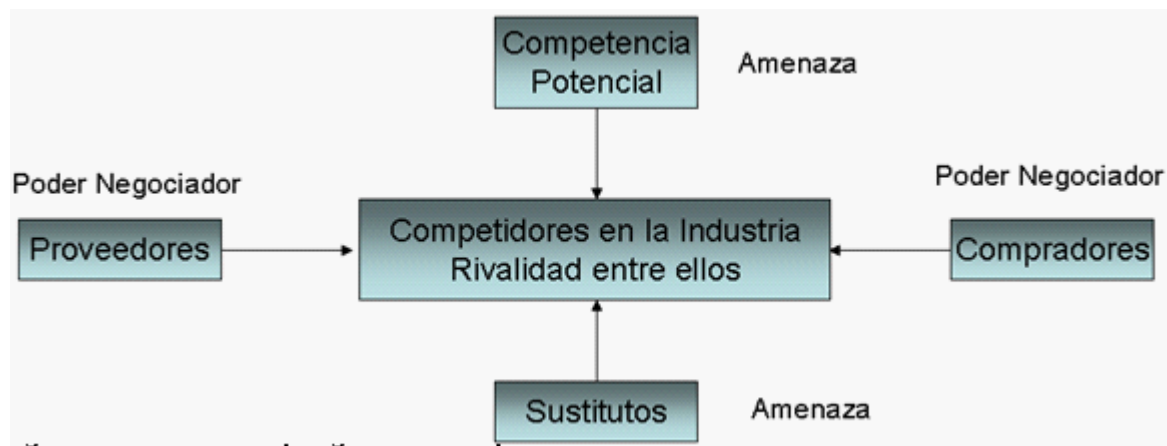 Competencia
Potencial
Amenaza
Poder Negociador
Poder Negociador
Proveedores
Competidores en la Industria
Rivalidad entre ellos
Compradores
Sustitutos
Amenaza